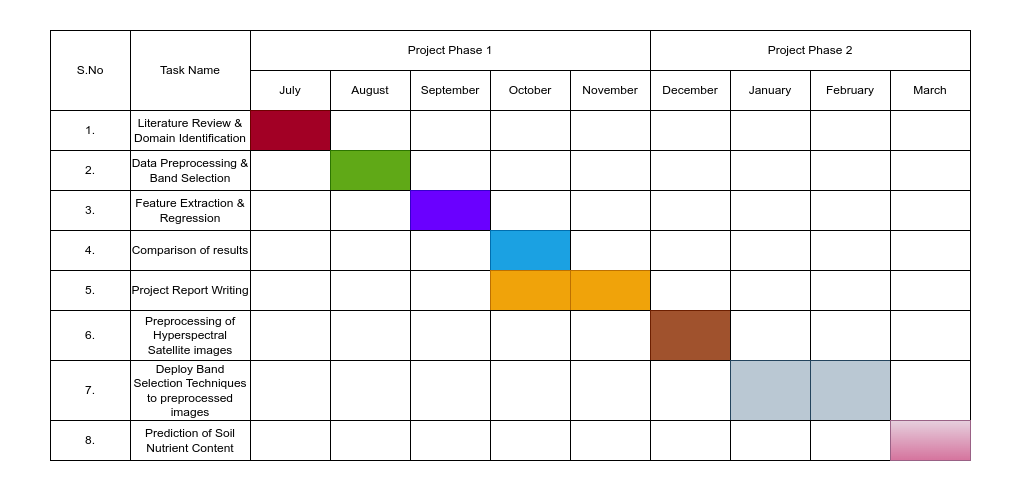 S.No
Task Name
Project Phase 1
Project Phase 2
July
August
September
October
November
December
January
February
March
1.
Literature Review &
Domain Identification
2.
Data Preprocessing &
Band Selection
3.
Feature Extraction &
Regression
4.
Comparison of results
5.
Project Report Writing
6.
Preprocessing of
Hyperspectral
Satellite images
7.
Deploy Band
Selection Techniques
to preprocessed
images
8.
Prediction of Soil
Nutrient Content